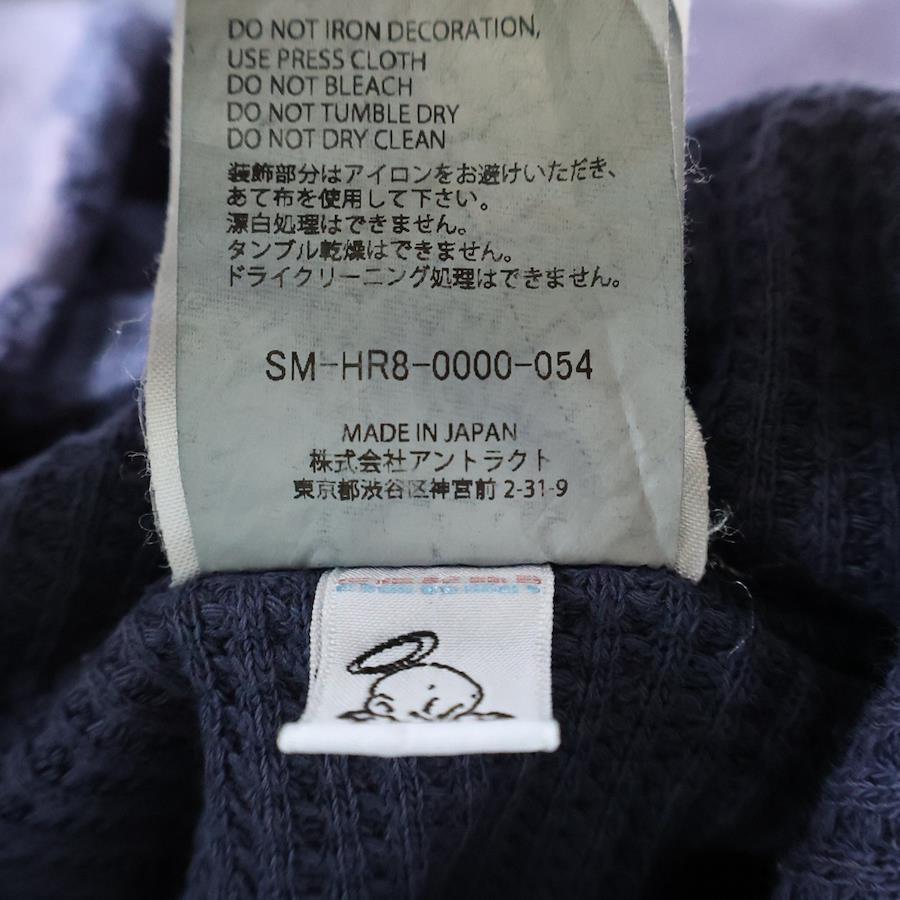 DO NOT IRON DECORATION,
USE PRESS CLOTH
DO NOT BLEACH
DO NOT TUMBLE DRY
DO NOT DRY CLEAN
装飾部分はアイロンをお避けいただき、
あて布を使用して下さい。
漂白処理はできません。
タンブル乾燥はできません。
ドライクリーニング処理はできません。
SM-HR8-0000-054
MADE IN JAPAN
株式会社アントラクト
東京都渋谷区神宮前 2-31-9